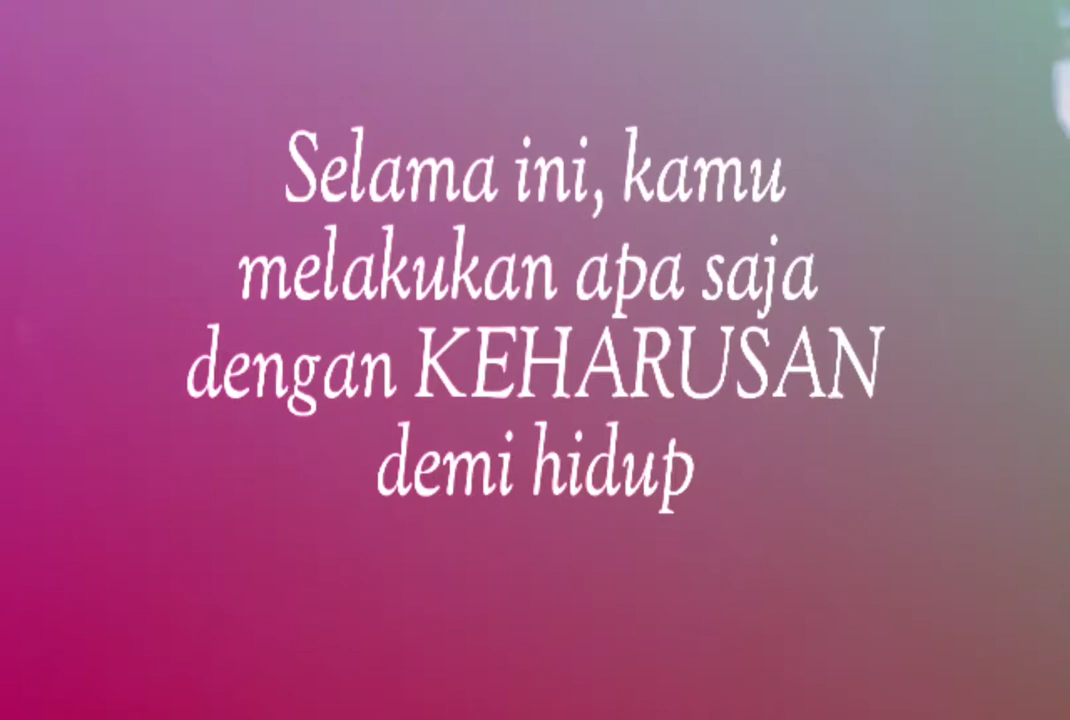 Selama ini, kamu
melakukan apa saja
dengan KEHARUSAN
demi hidup